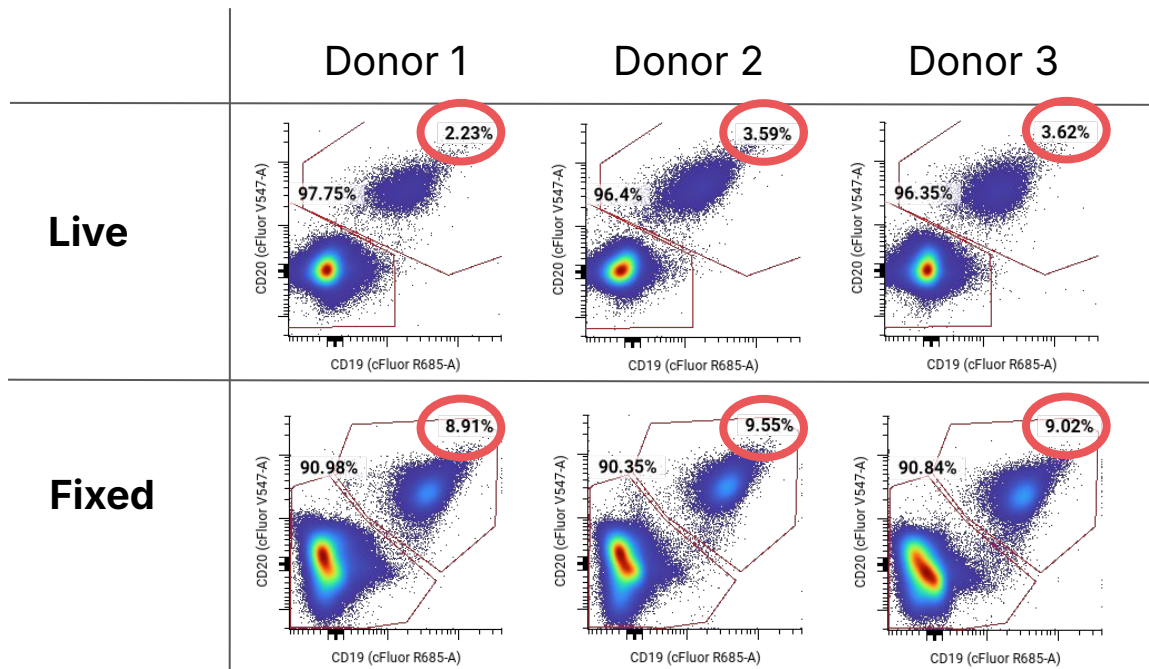 Donor 1
Donor 2
Donor 3
Live
2.23%
97.75%
CD20 (cFluor V547-A)
CD19 (cFluor R685-A)
3.59%
96.4%
CD20 (cFluor V547-A)
CD19 (cFluor R685-A)
3.62%
96.35%
CD20 (cFluor V547-A)
CD19 (cFluor R685-A)
Fixed
8.91%
90.98%
CD20 (cFluor V547-A)
CD19 (cFluor R685-A)
9.55%
90.35%
CD20 (cFluor V547-A)
CD19 (cFluor R685-A)
9.02%
90.84%
CD20 (cFluor V547-A)
CD19 (cFluor R685-A)